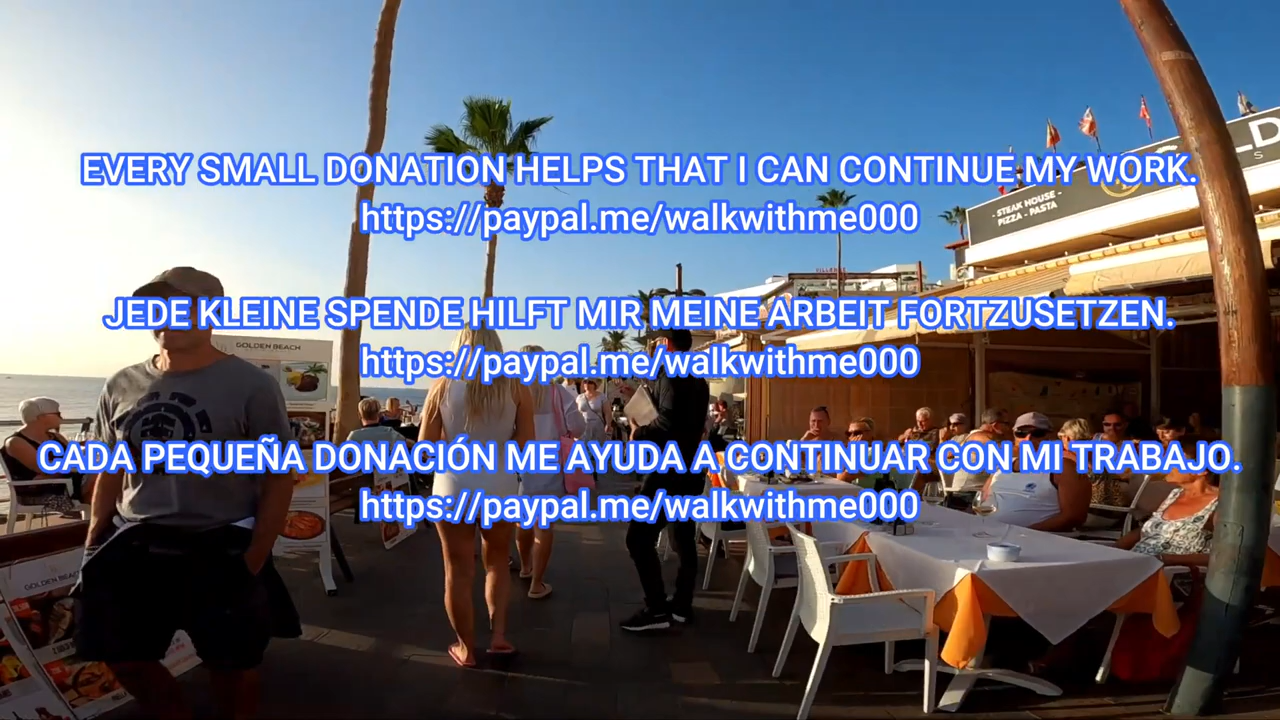 EVERY SMALL DONATION HELPS THAT I CAN CONTINUE MY WORK.
https://paypal.me/walkwithme000
JEDE KLEINE SPENDE HILFT MIR MEINE ARBEIT FORTZUSETZEN.
https://paypal.me/walkwithme000
CADA PEQUEÑA DONACIÓN ME AYUDA A CONTINUAR CON MI TRABAJO.
https://paypal.me/walkwithme000
- STEAK HOUSE -
PIZZA - PASTA
GOLDEN BEACH
GOLDEN BEACH